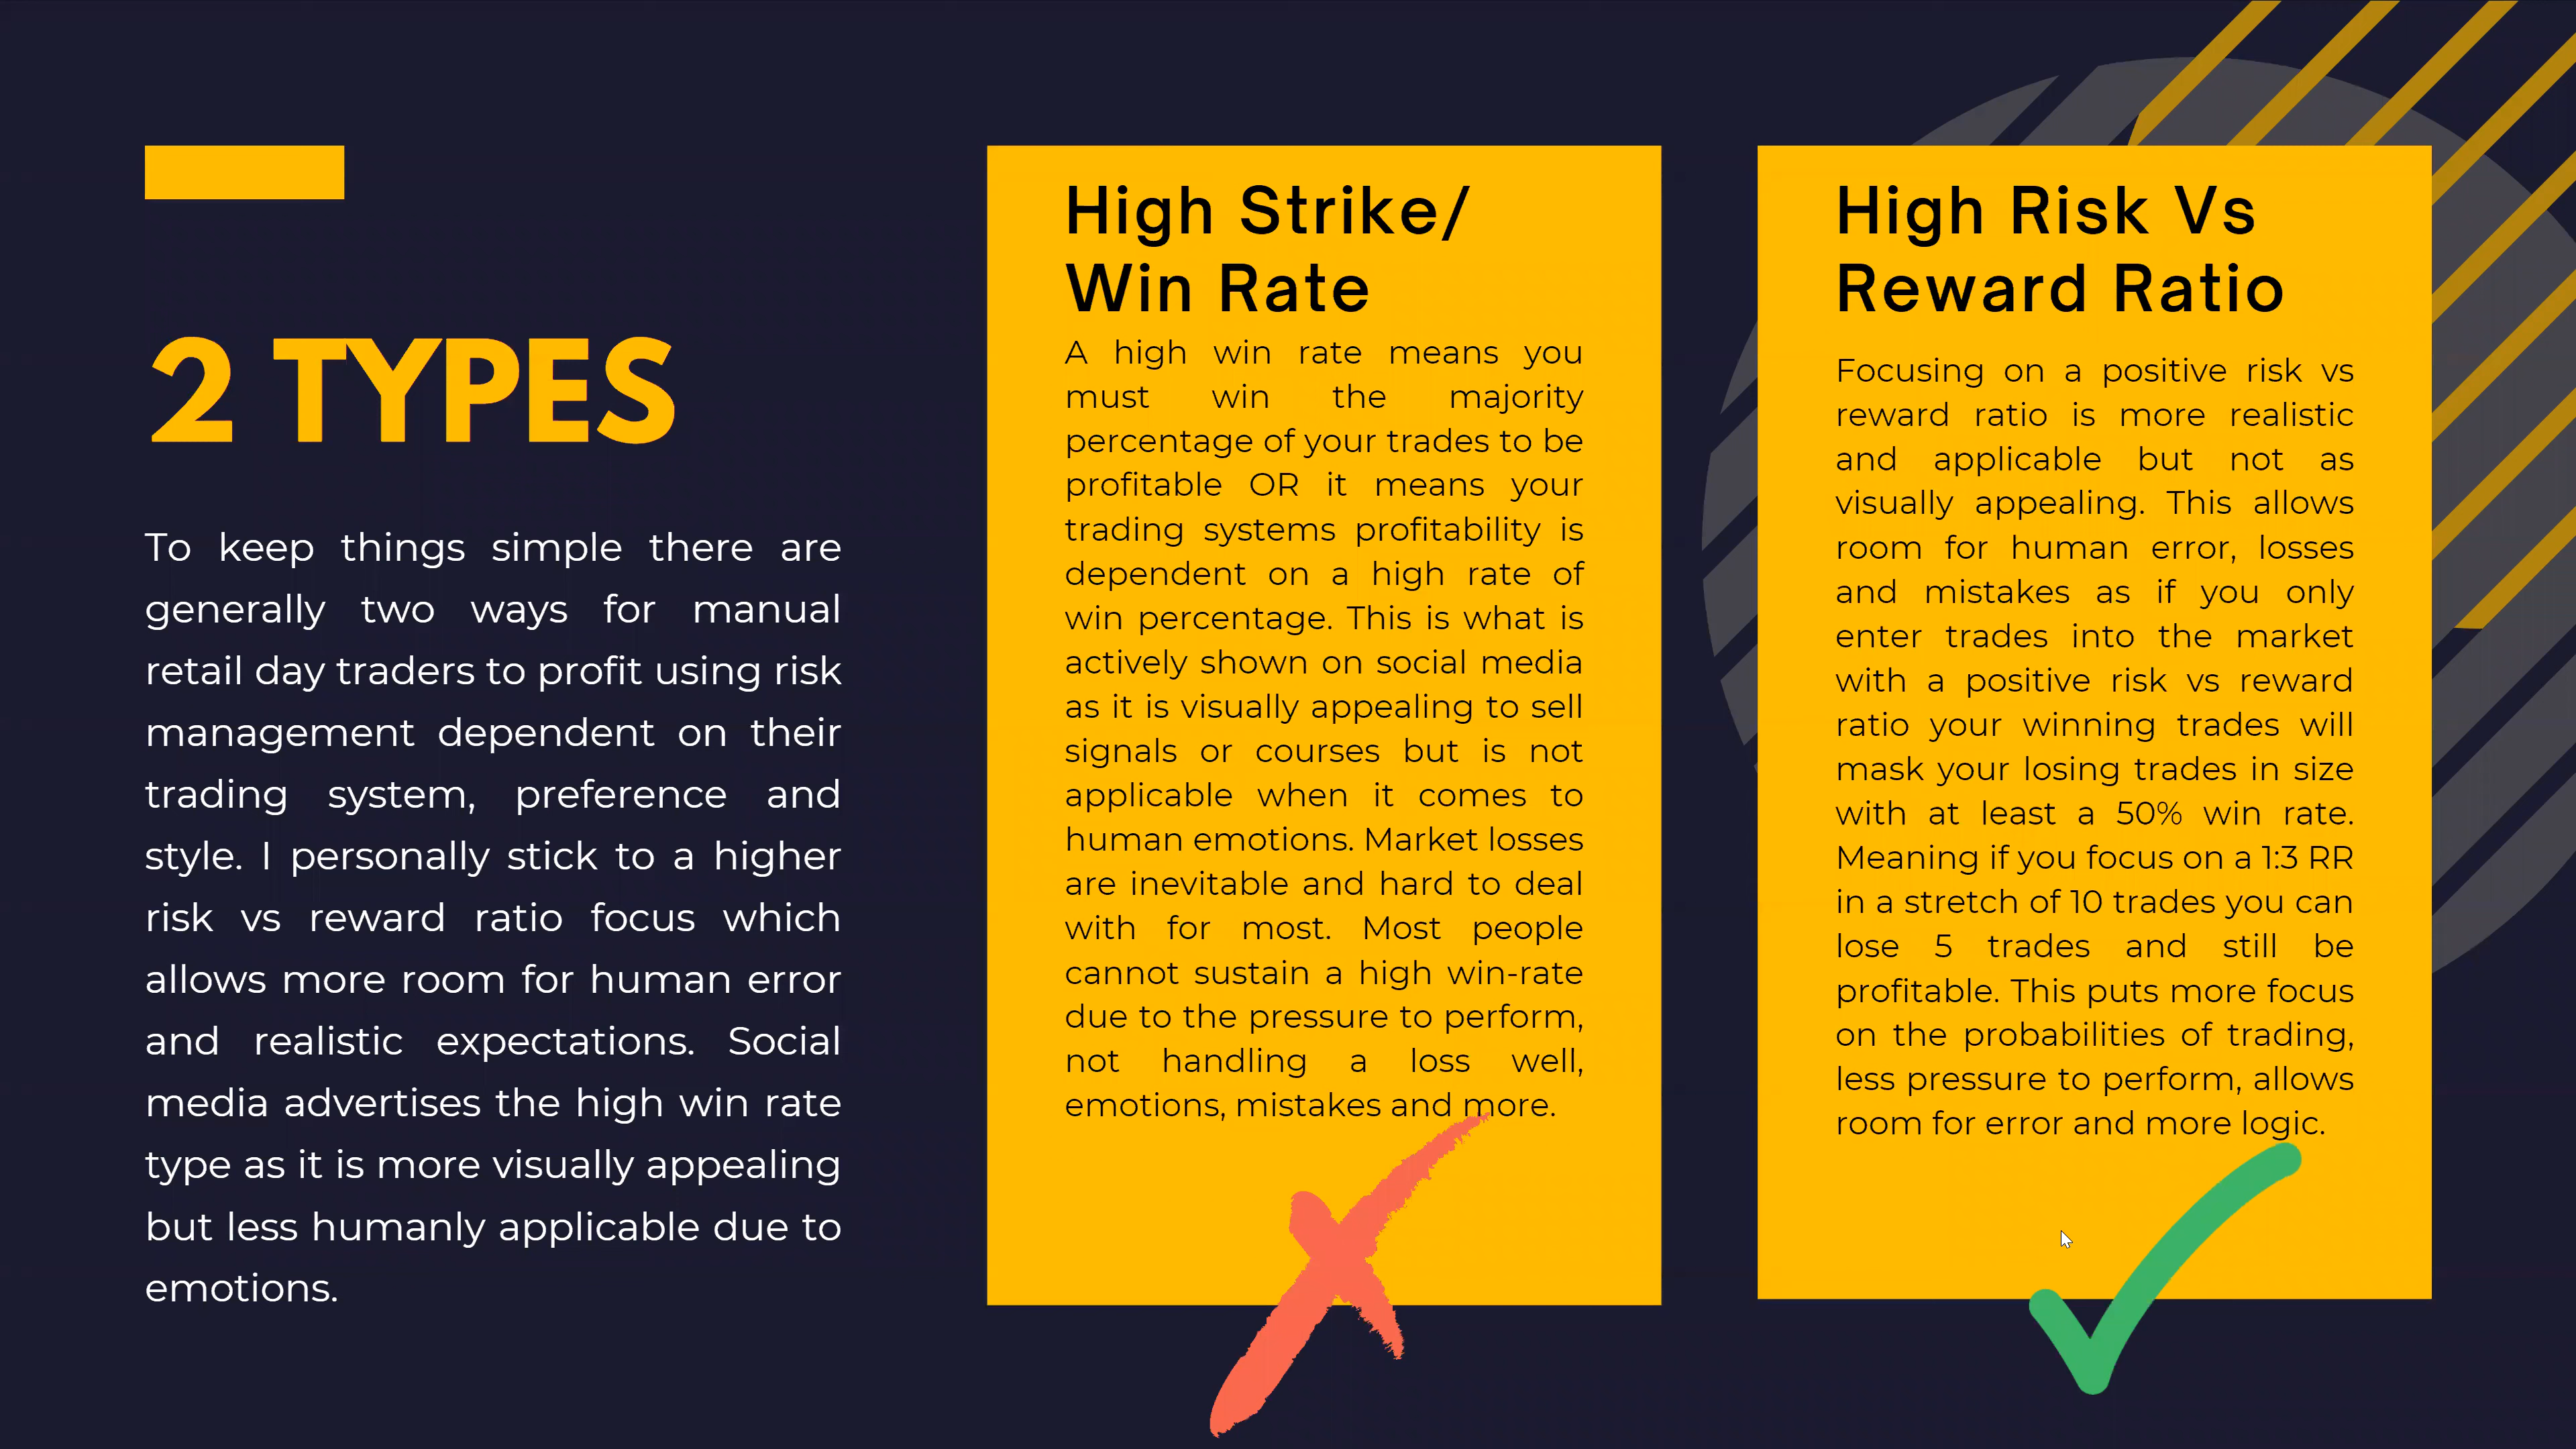 2 TYPES
To keep things simple there are
generally two ways for manual
retail day traders to profit using risk
management dependent on their
trading system, preference and
style. I personally stick to a higher
risk vs reward ratio focus which
allows more room for human error
and realistic expectations. Social
media advertises the high win rate
type as it is more visually appealing
but less humanly applicable due to
emotions.
High Strike/
Win Rate
A high win rate means you
must win the majority
percentage of your trades to be
profitable OR it means your
trading systems profitability is
dependent on a high rate of
win percentage. This is what is
actively shown on social media
as it is visually appealing to sell
signals or courses but is not
applicable when it comes to
human emotions. Market losses
are inevitable and hard to deal
with for most. Most people
cannot sustain a high win-rate
due to the pressure to perform,
not handling a loss well,
emotions, mistakes and more.
High Risk Vs
Reward Ratio
Focusing on a positive risk vs
reward ratio is more realistic
and applicable but not as
visually appealing. This allows
room for human error, losses
and mistakes as if you only
enter trades into the market
with a positive risk vs reward
ratio your winning trades will
mask your losing trades in size
with at least a 50% win rate.
Meaning if you focus on a 1:3 RR
in a stretch of 10 trades you can
lose 5 trades and still be
profitable. This puts more focus
on the probabilities of trading,
less pressure to perform, allows
room for error and more logic.